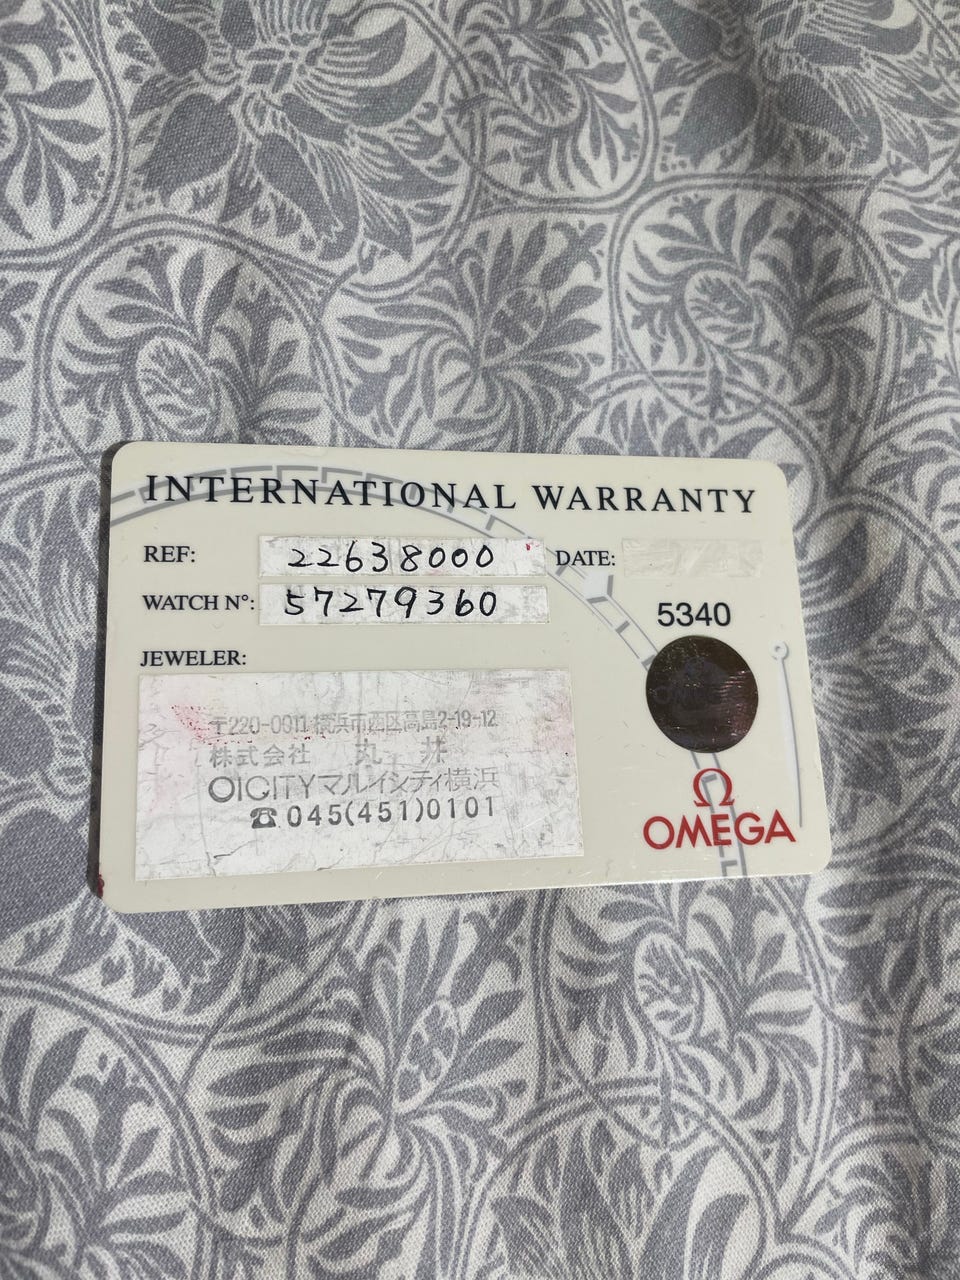 INTERNATIONAL WARRANTY
REF: 22638000 DATE:
WATCH N°: 57279360
5340
JEWELER:
〒220-0011 横浜市西区高島2-19-12
株式会社 丸井
OICITYマルイシティ横浜
☎045(451)0101
Ω
OMEGA